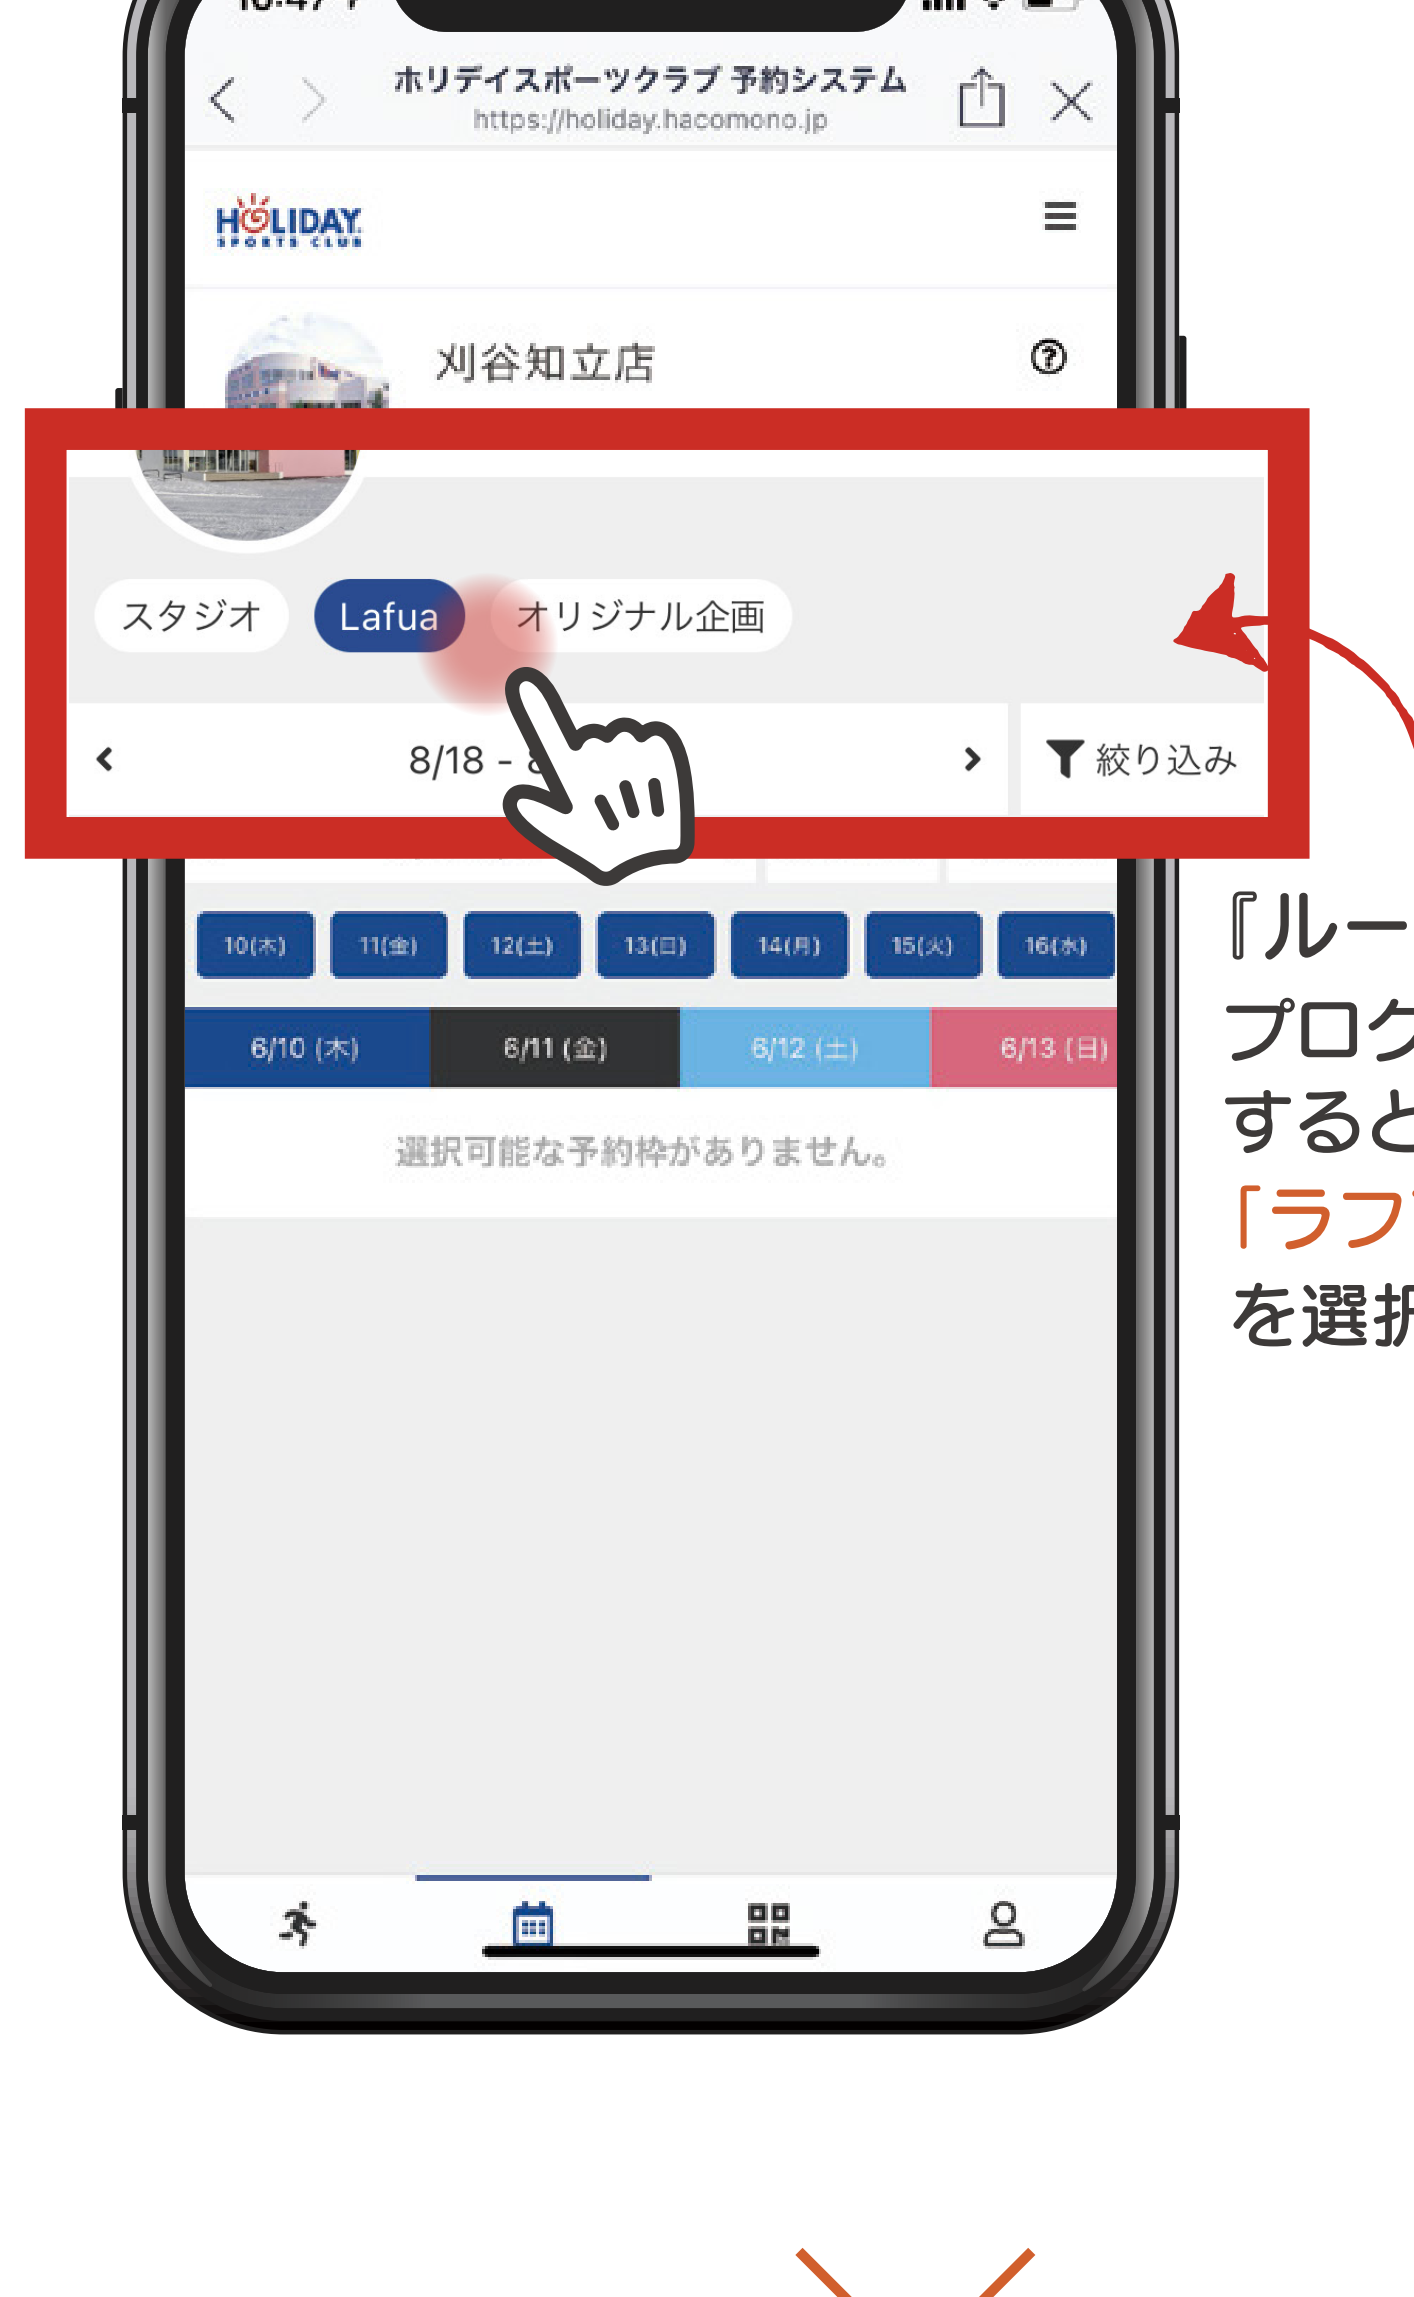 ホリデイスポーツクラブ 予約システム
https://holiday.hacomono.jp
HOLIDAY
SPORTS CLUB
刈谷知立店
スタジオ
Lafua
オリジナル企画
8/18 -
絞り込み
10(木)
11(金)
12(土)
13(日)
14(月)
15(火)
16(水)
6/10 (木)
6/11 (金)
6/12 (土)
6/13 (日)
選択可能な予約枠がありません。
『ルー
プロク
すると
「ラフ
を選択